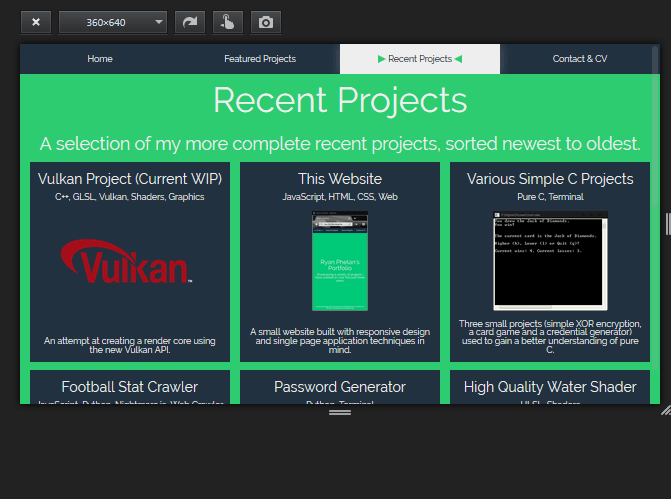 360×640
Home Featured Projects Recent Projects Contact & CV
Recent Projects
A selection of my more complete recent projects, sorted newest to oldest.
Vulkan Project (Current WIP)
C++, GLSL, Vulkan, Shaders, Graphics
Vulkan™
An attempt at creating a render core using
the new Vulkan API.
This Website
JavaScript, HTML, CSS, Web
Ryan Phelan's
Portfolio
A small website built with responsive design
and single page application techniques in
mind.
Various Simple C Projects
Pure C, Terminal
You drew the Jack of Diamonds.
You win!
The current card is the Jack of Diamonds.
Higher (h), Lower (l) or Quit (q)?
Current wins: 4, Current losses: 3.
Three small projects (simple XOR encryption,
a card game and a credential generator)
used to gain a better understanding of pure
C.
Football Stat Crawler
JavaScript, Python, Nightmare.js, Web Crawler
Password Generator
Python, Terminal
High Quality Water Shader
HLSL, Shaders